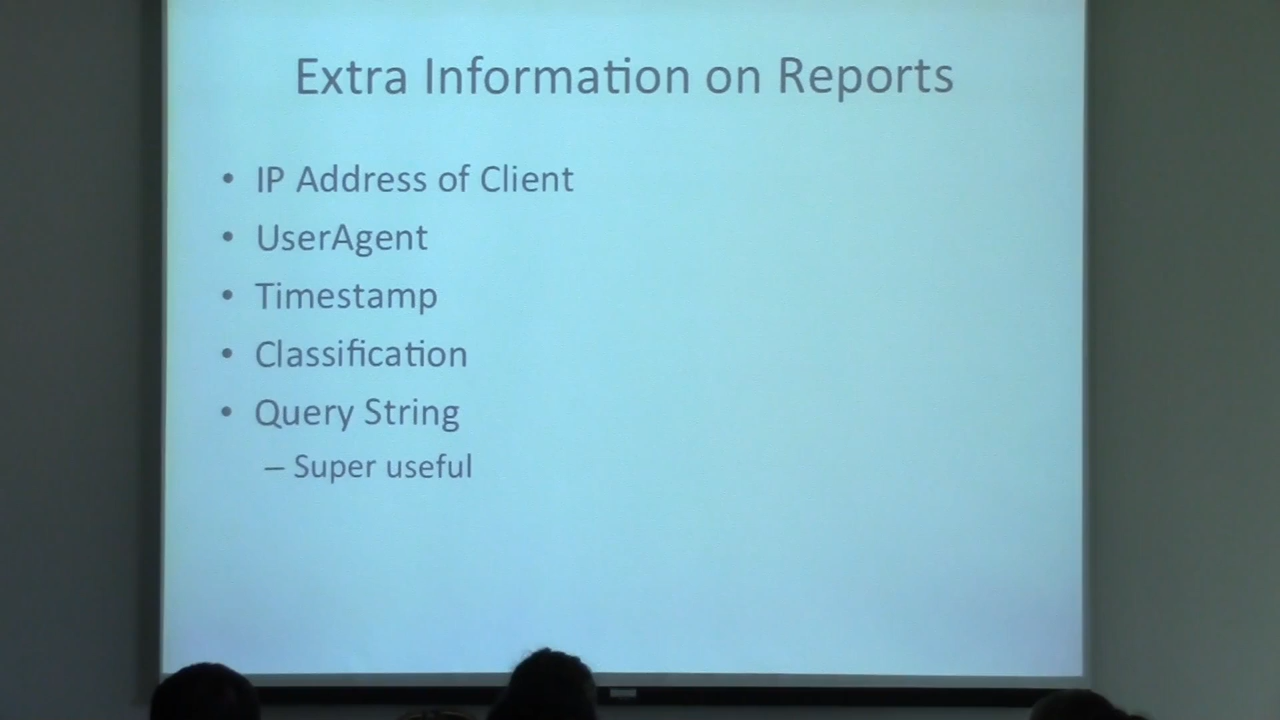 Extra Information on Reports
• IP Address of Client
• UserAgent
• Timestamp
• Classification
• Query String
– Super useful